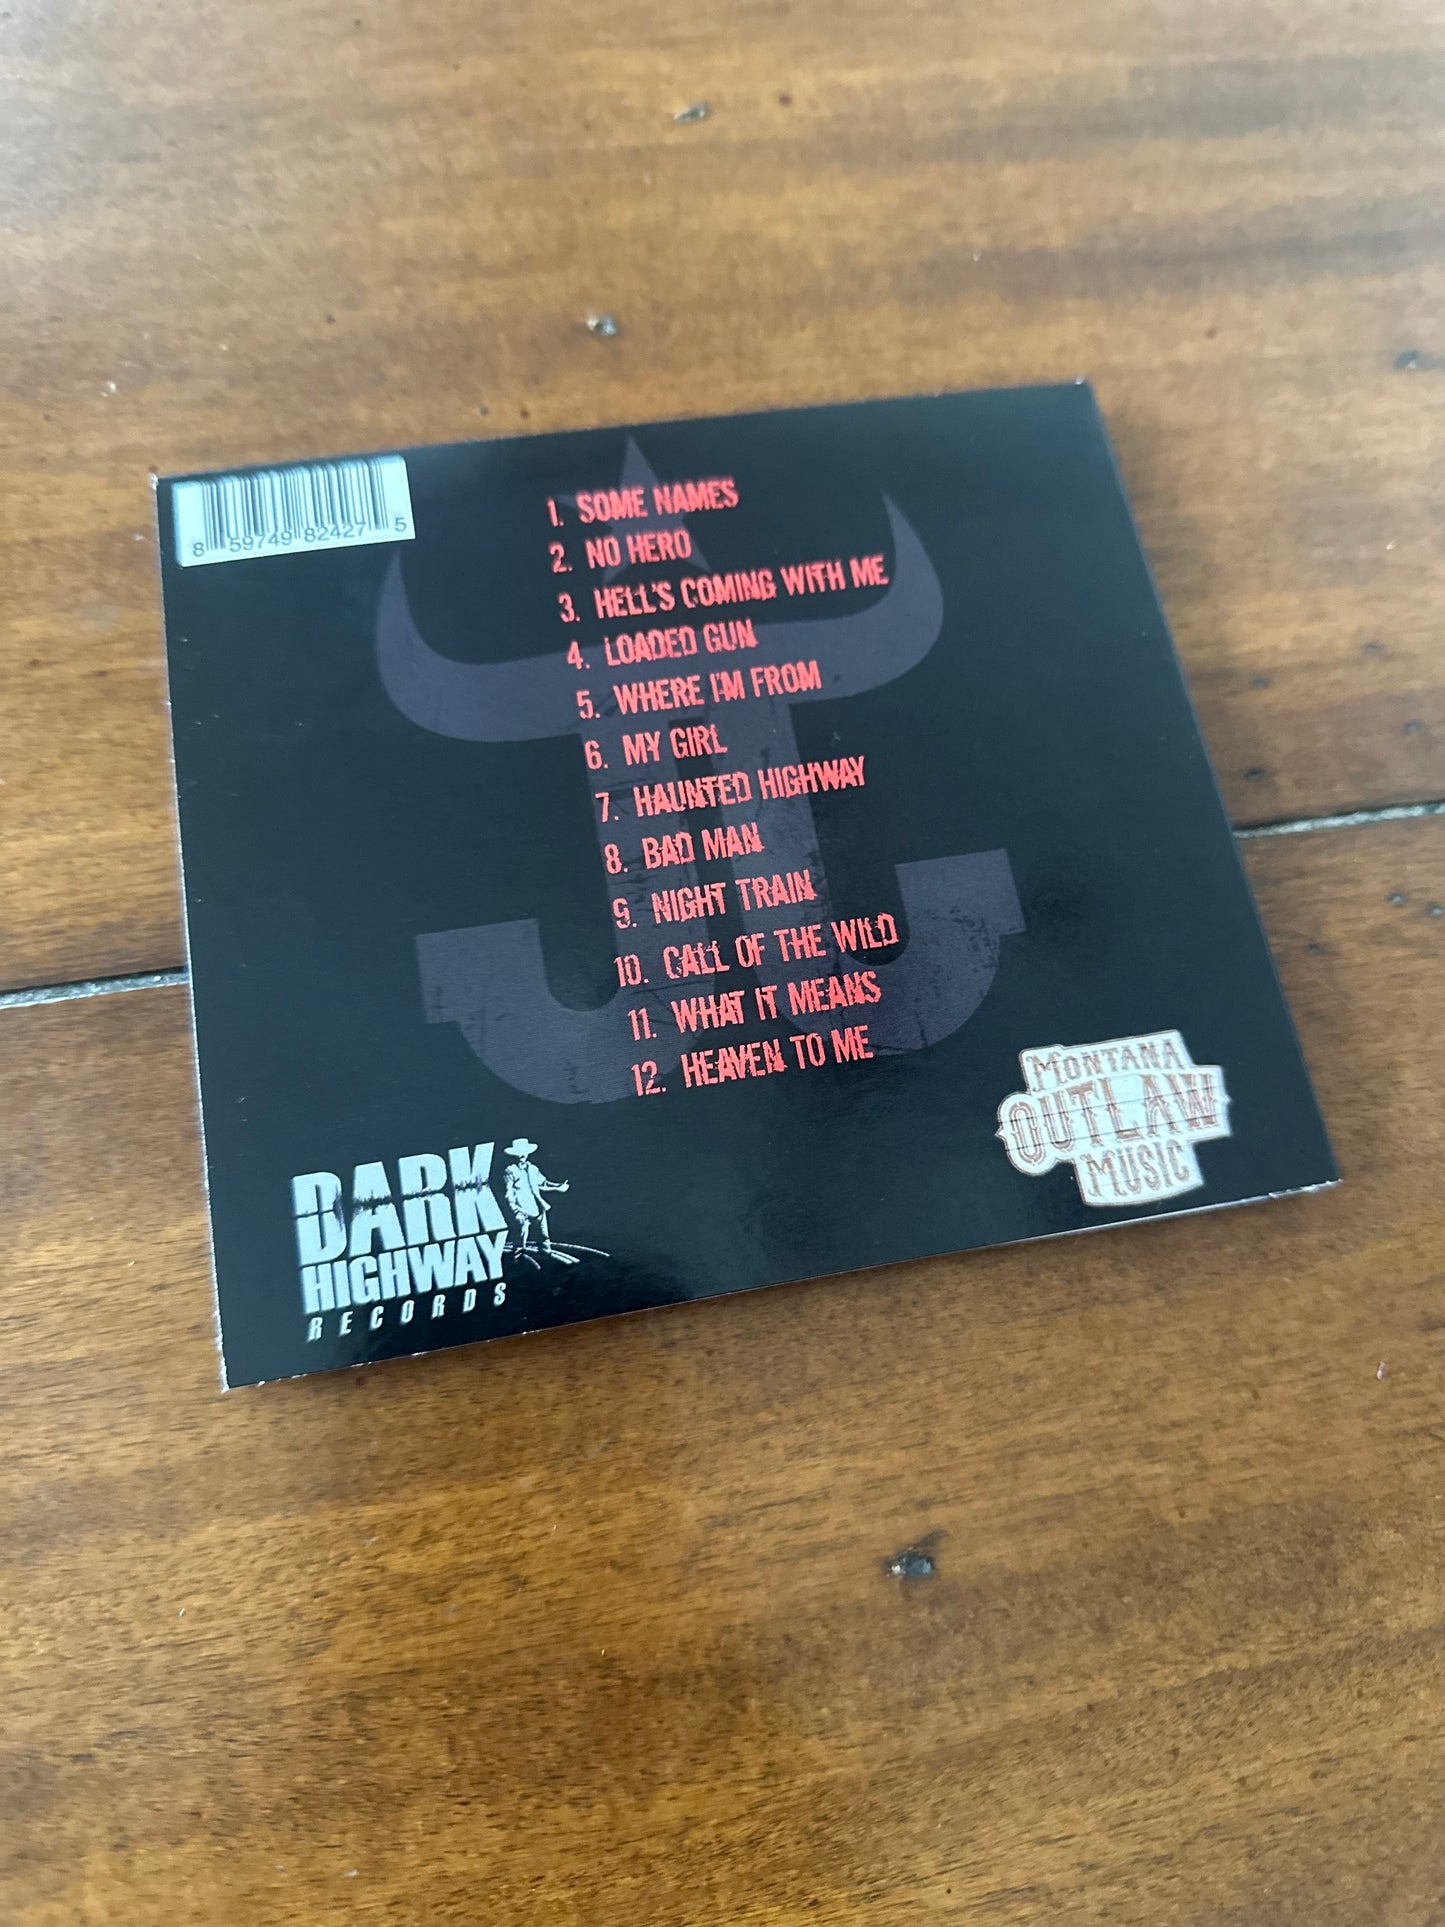 8 59749 82427 5
1. SOME NAMES
2. NO HERO
3. HELL'S COMING WITH ME
4. LOADED GUN
5. WHERE I'M FROM
6. MY GIRL
7. HAUNTED HIGHWAY
8. BAD MAN
9. NIGHT TRAIN
10. CALL OF THE WILD
11. WHAT IT MEANS
12. HEAVEN TO ME
DARK
HIGHWAY
RECORDS
MONTANA
OUTLAW
MUSIC